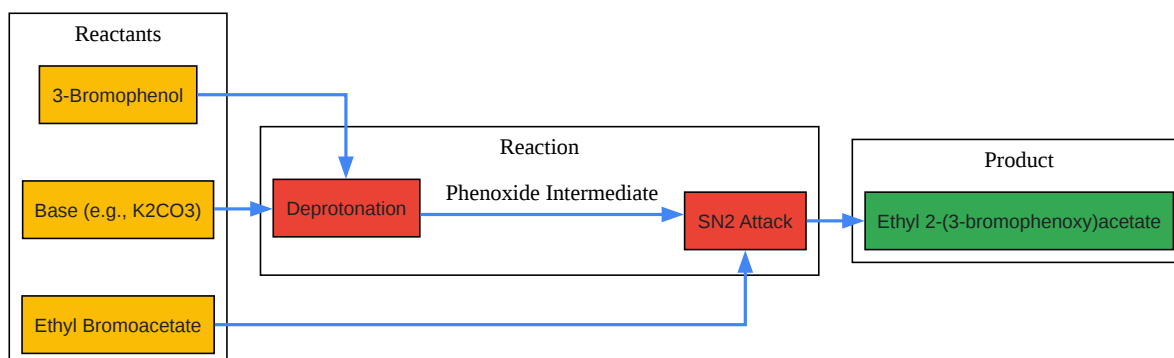 Reactants
3-Bromophenol
Base (e.g., K2CO3)
Ethyl Bromoacetate
Reaction
Deprotonation
Phenoxide Intermediate
SN2 Attack
Product
Ethyl 2-(3-bromophenoxy)acetate